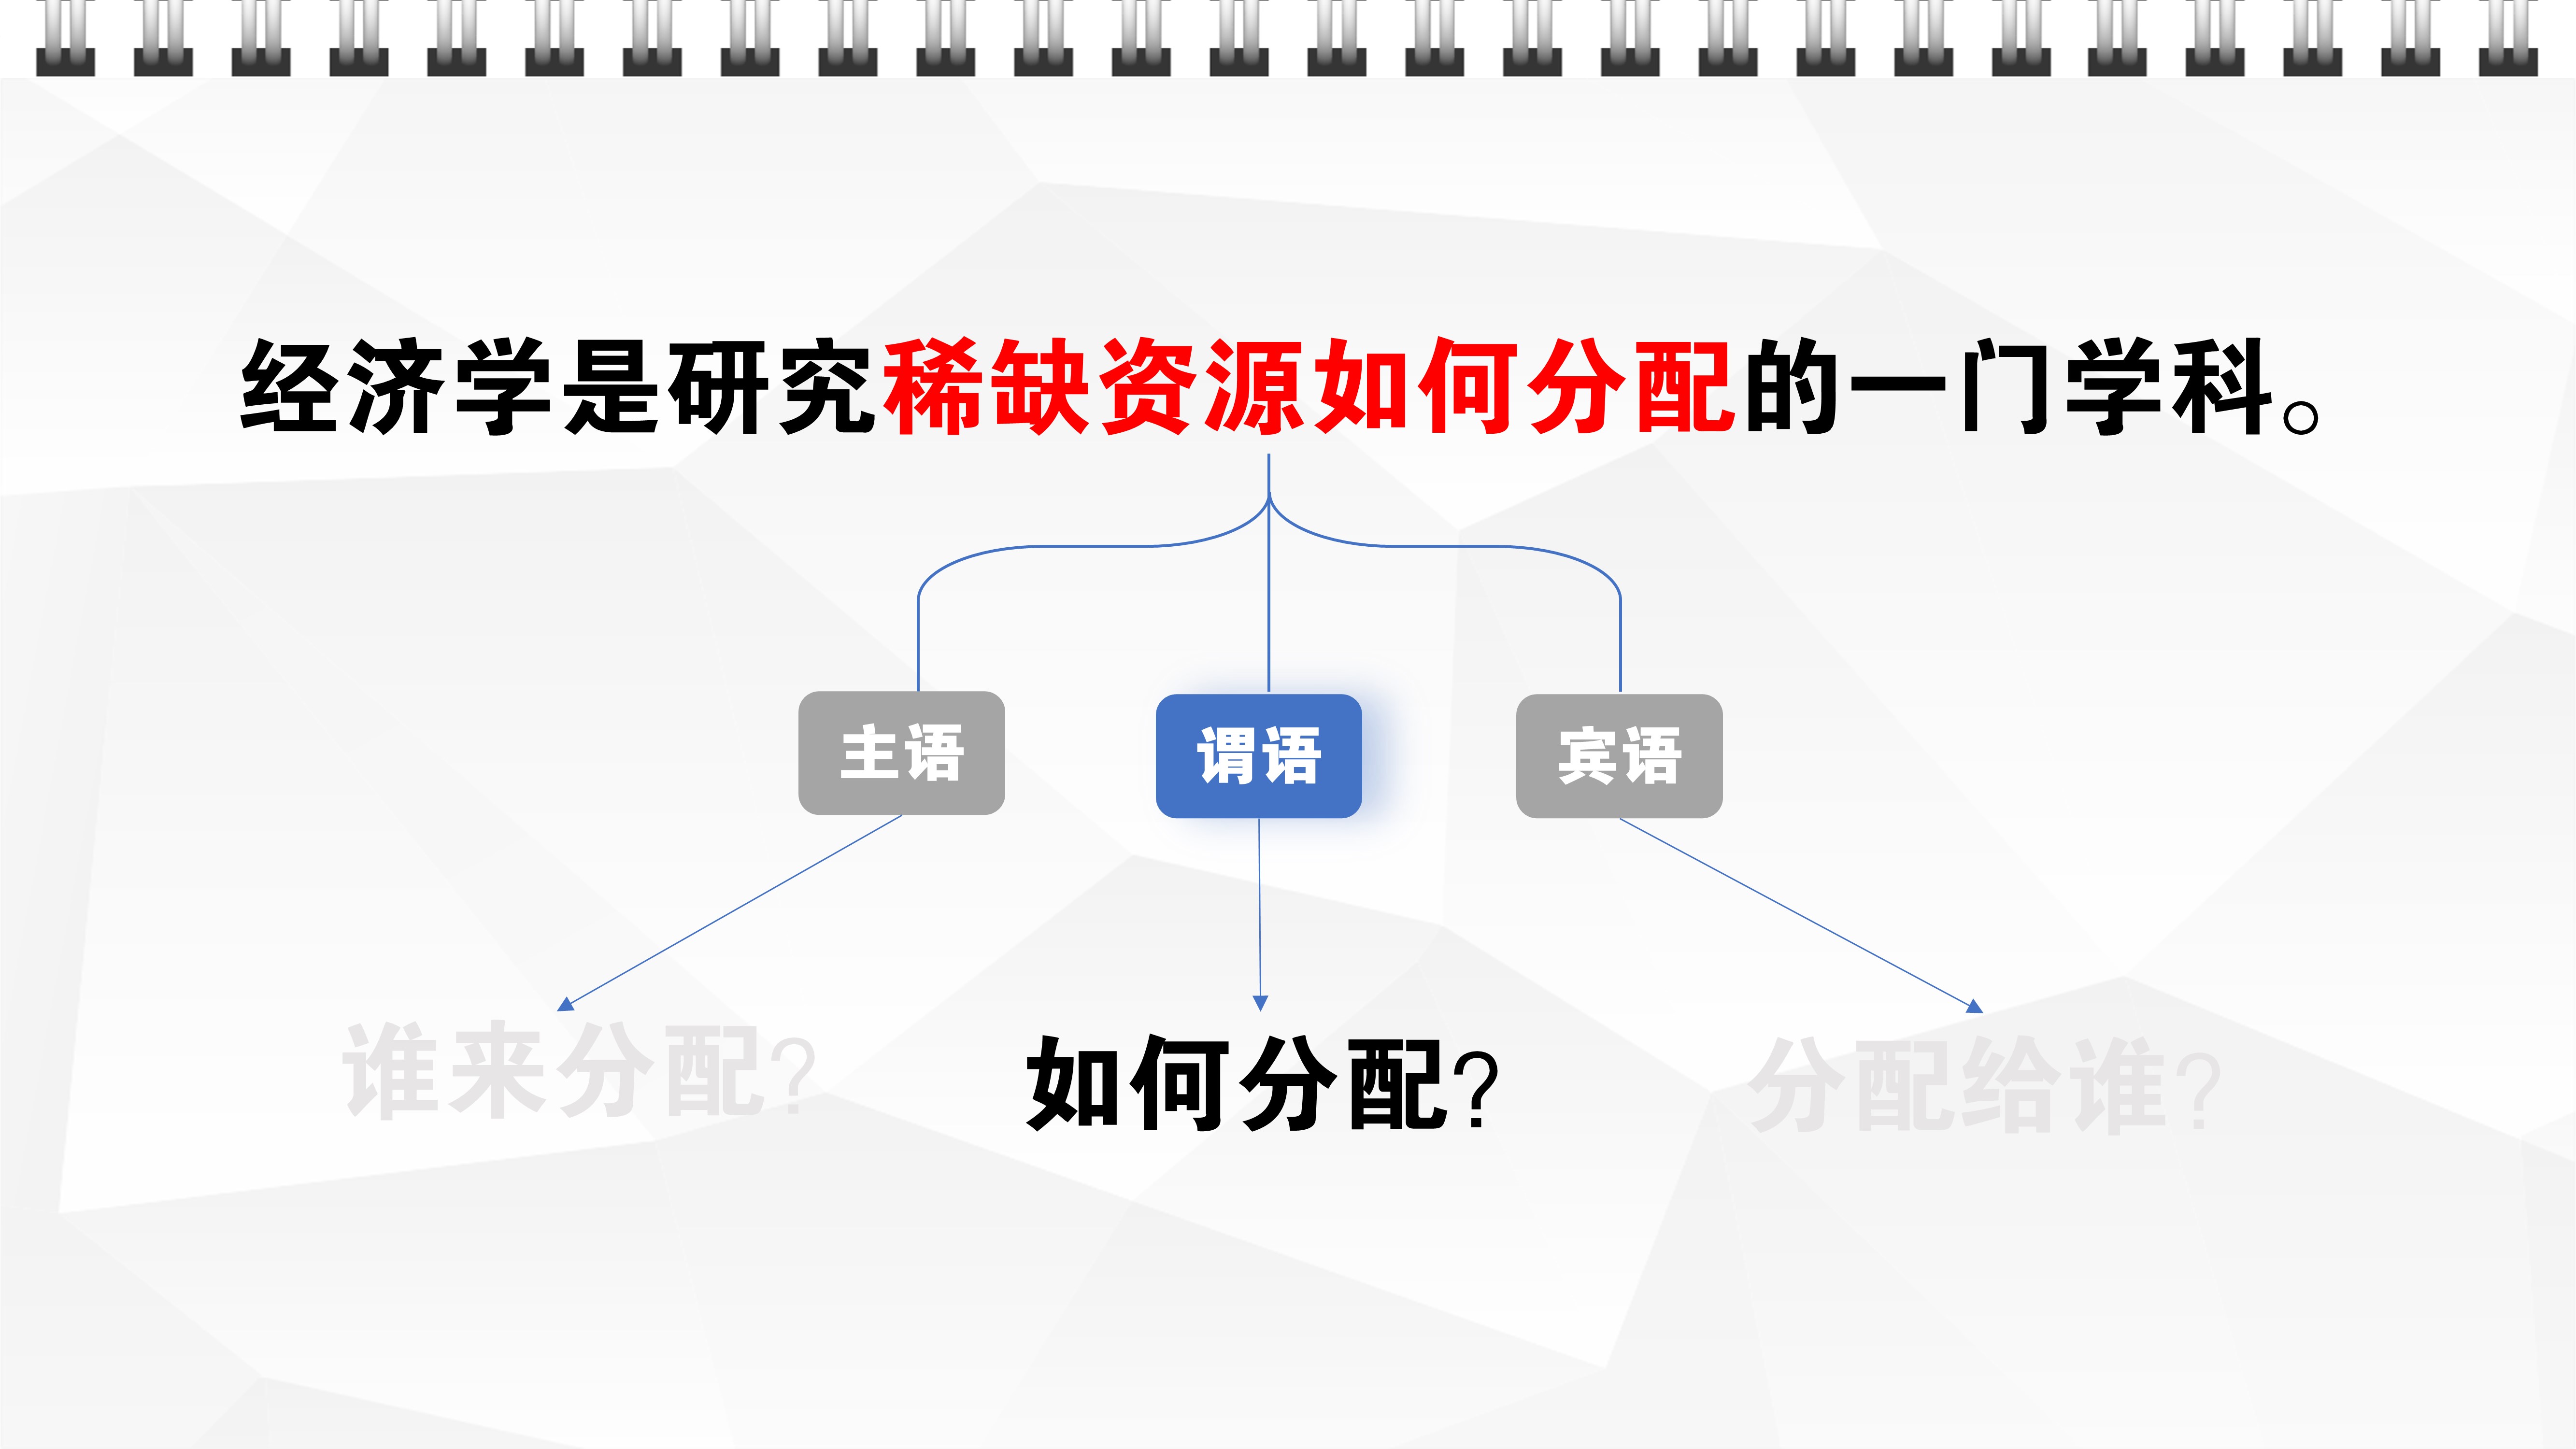 经济学是研究稀缺资源如何分配的一门学科。
主语
谓语
宾语
谁来分配？
如何分配？
分配给谁？